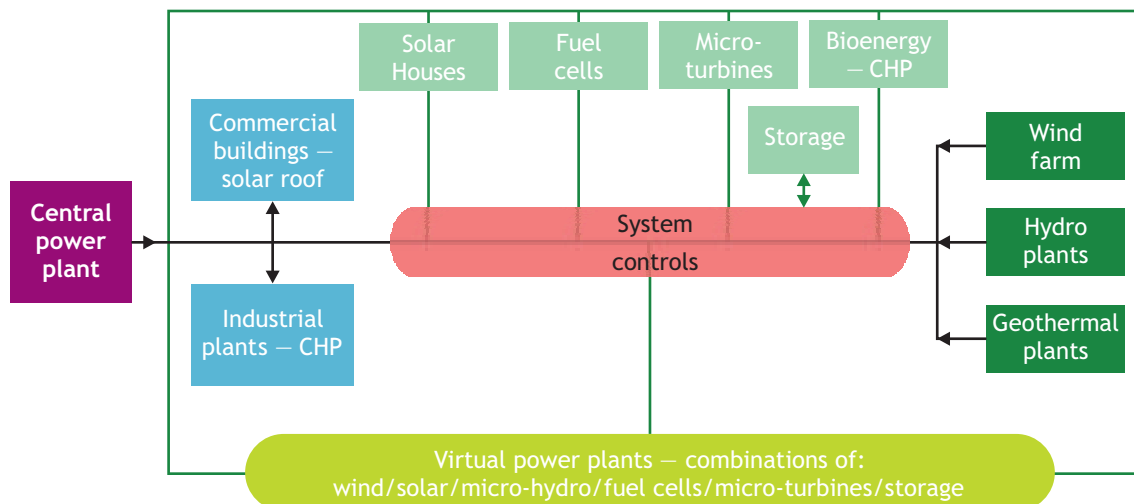 Solar
Houses
Fuel
cells
Micro-
turbines
Bioenergy
— CHP
Commercial
buildings —
solar roof
Storage
Wind
farm
Central
power
plant
System
controls
Hydro
plants
Industrial
plants — CHP
Geothermal
plants
Virtual power plants — combinations of:
wind/solar/micro-hydro/fuel cells/micro-turbines/storage